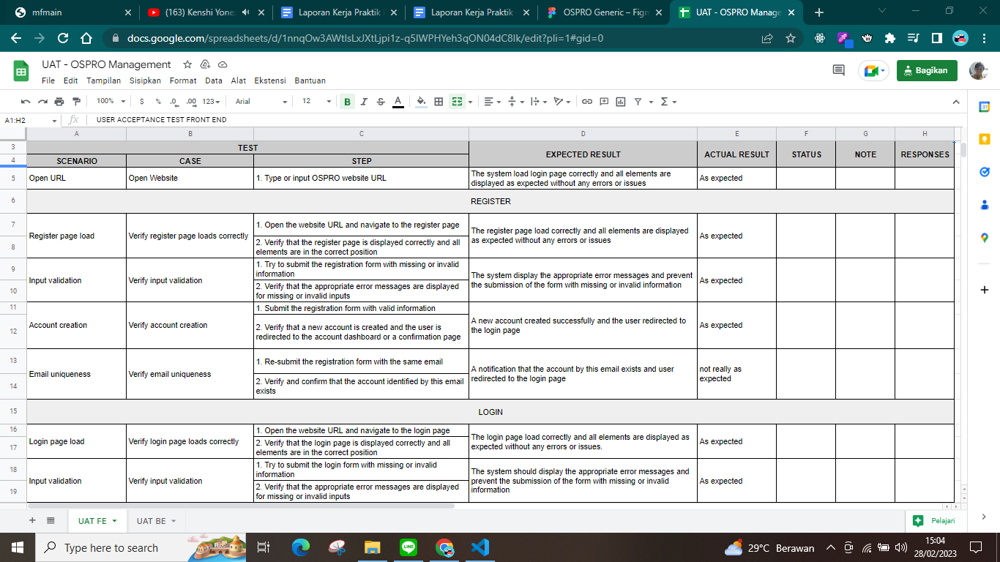 mfmain
(163) Kenshi Yone
Laporan Kerja Praktik
Laporan Kerja Praktik
OSPRO Generic – Fign
UAT - OSPRO Manage
docs.google.com/spreadsheets/d/1nnqOw3AWtlsLxJXtLjpi1z-q5IWPHYeh3qON04dC8lk/edit?pli=1#gid=0
UAT - OSPRO Management
File Edit Tampilan Sisipkan Format Data Alat Ekstensi Bantuan
Bagikan
100% $ % .0 .00 123 Arial 12 B I S A
A1:H2 fx USER ACCEPTANCE TEST FRONT END
A B C D E F G H
3 TEST EXPECTED RESULT ACTUAL RESULT STATUS NOTE RESPONSES
4 SCENARIO CASE STEP
5 Open URL Open Website 1. Type or input OSPRO website URL The system load login page correctly and all elements are
displayed as expected without any errors or issues As expected
6 REGISTER
7 Register page load Verify register page loads correctly 1. Open the website URL and navigate to the register page
8 2. Verify that the register page is displayed correctly and all
elements are in the correct position
The register page load correctly and all elements are displayed
as expected without any errors or issues As expected
9 Input validation Verify input validation 1. Try to submit the registration form with missing or invalid
information
10 2. Verify that the appropriate error messages are displayed
for missing or invalid inputs
The system display the appropriate error messages and prevent
the submission of the form with missing or invalid information As expected
11 Account creation Verify account creation 1. Submit the registration form with valid information
12 2. Verify that a new account is created and the user is
redirected to the account dashboard or a confirmation page
A new account created successfully and the user redirected to
the login page As expected
13 Email uniqueness Verify email uniqueness 1. Re-submit the registration form with the same email
14 2. Verify and confirm that the account identified by this email
exists
A notification that the account by this email exists and user
redirected to the login page
not really as
expected
15 LOGIN
16 Login page load Verify login page loads correctly 1. Open the website URL and navigate to the login page
17 2. Verify that the login page is displayed correctly and all
elements are in the correct position
The login page load correctly and all elements are displayed as
expected without any errors or issues. As expected
18 Input validation Verify input validation 1. Try to submit the login form with missing or invalid
information
19 2. Verify that the appropriate error messages are displayed
for missing or invalid inputs
The system should display the appropriate error messages and
prevent the submission of the form with missing or invalid
information As expected
UAT FE UAT BE
Pelajari
Type here to search
29°C Berawan
15:04
28/02/2023